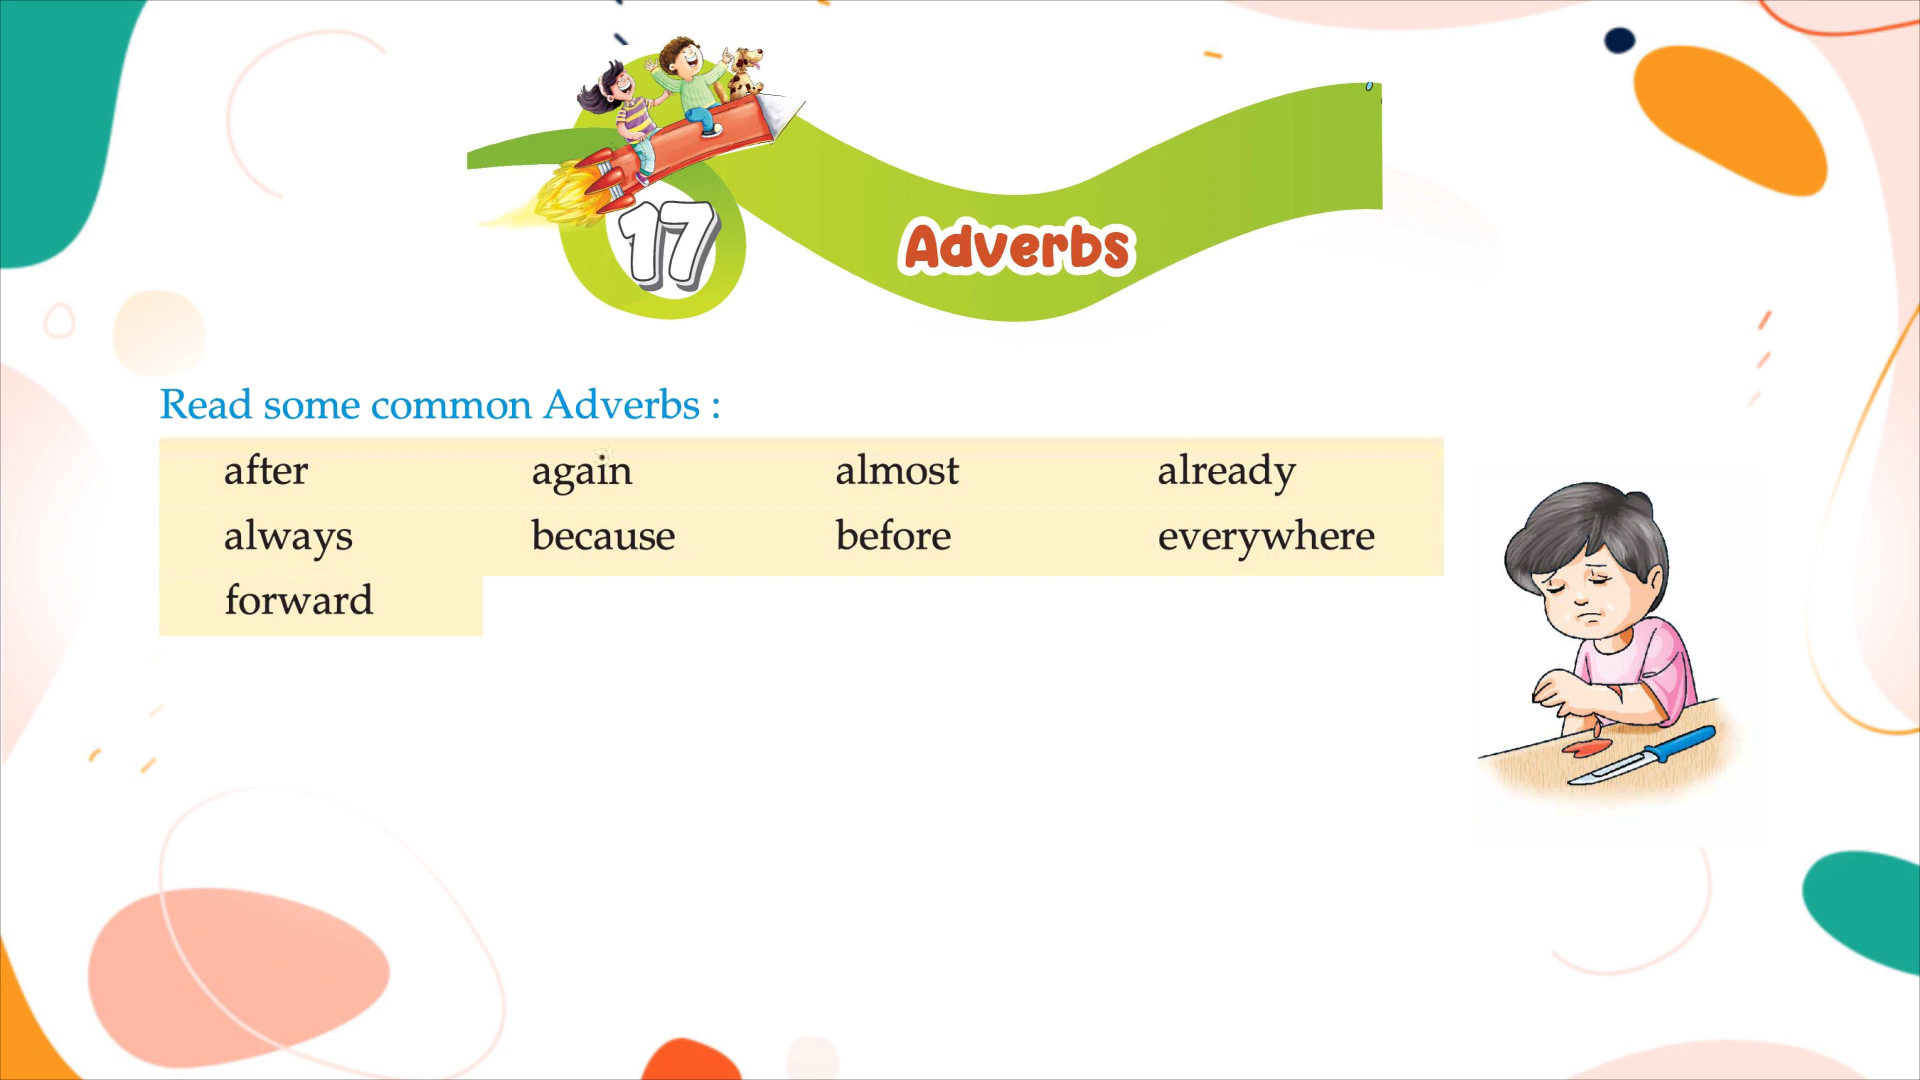 17
Adverbs
Read some common Adverbs :
after again almost already
always because before everywhere
forward